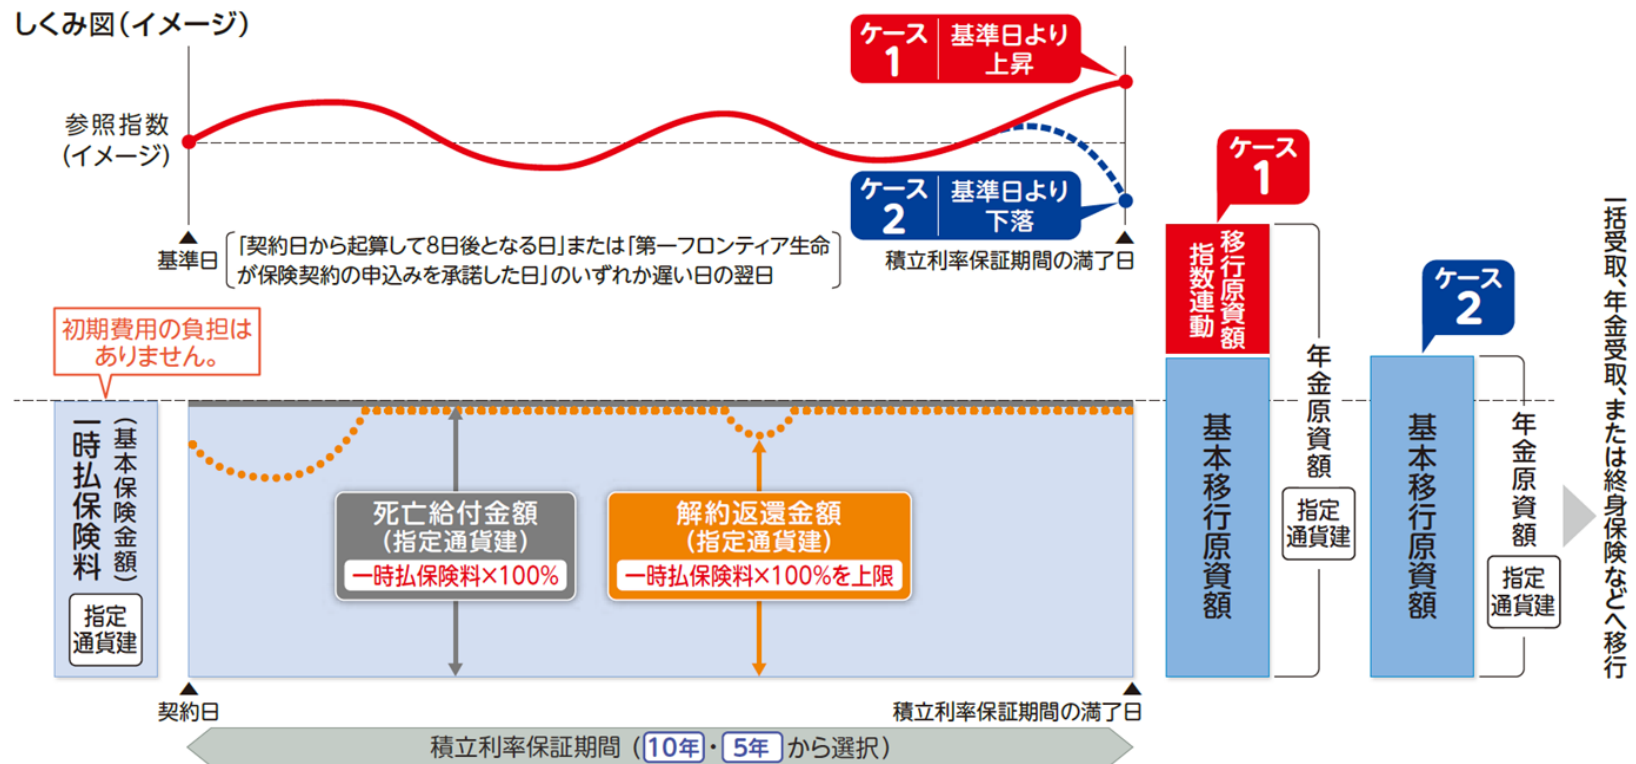 しくみ図(イメージ)
ケース
1
基準日より
上昇
参照指数
(イメージ)
ケース
2
基準日より
下落
基準日
「契約日から起算して8日後となる日」または「第一フロンティア生命
が保険契約の申込みを承諾した日」のいずれか遅い日の翌日
積立利率保証期間の満了日
初期費用の負担は
ありません。
一時払保険料
(基本保険金額)
指定
通貨建
死亡給付金額
(指定通貨建)
一時払保険料×100%
解約返還金額
(指定通貨建)
一時払保険料×100%を上限
契約日
積立利率保証期間の満了日
積立利率保証期間(10年・5年から選択)
ケース
1
指数連動
移行原資額
基本移行原資額
年金原資額
指定
通貨建
ケース
2
基本移行原資額
年金原資額
指定
通貨建
一括受取、年金受取、または終身保険などへ移行